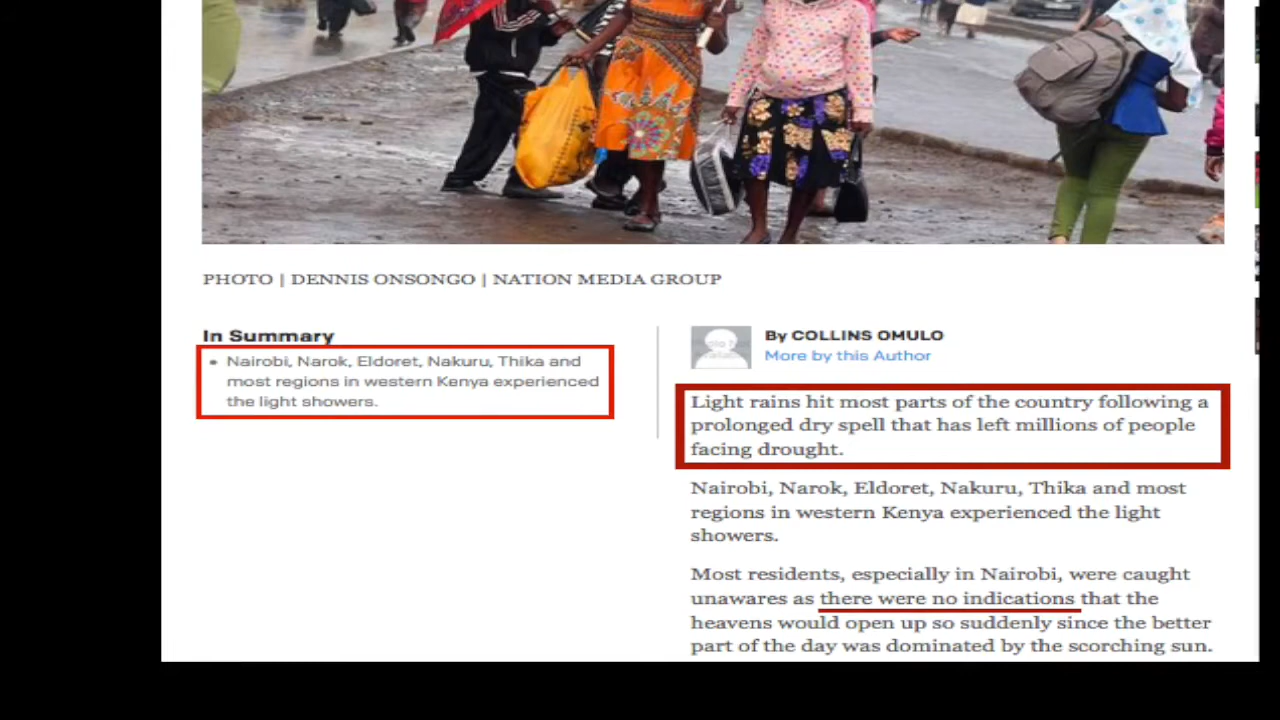 PHOTO | DENNIS ONSONGO | NATION MEDIA GROUP
In Summary
• Nairobi, Narok, Eldoret, Nakuru, Thika and
most regions in western Kenya experienced
the light showers.
By COLLINS OMULO
More by this Author
Light rains hit most parts of the country following a
prolonged dry spell that has left millions of people
facing drought.
Nairobi, Narok, Eldoret, Nakuru, Thika and most
regions in western Kenya experienced the light
showers.
Most residents, especially in Nairobi, were caught
unawares as there were no indications that the
heavens would open up so suddenly since the better
part of the day was dominated by the scorching sun.